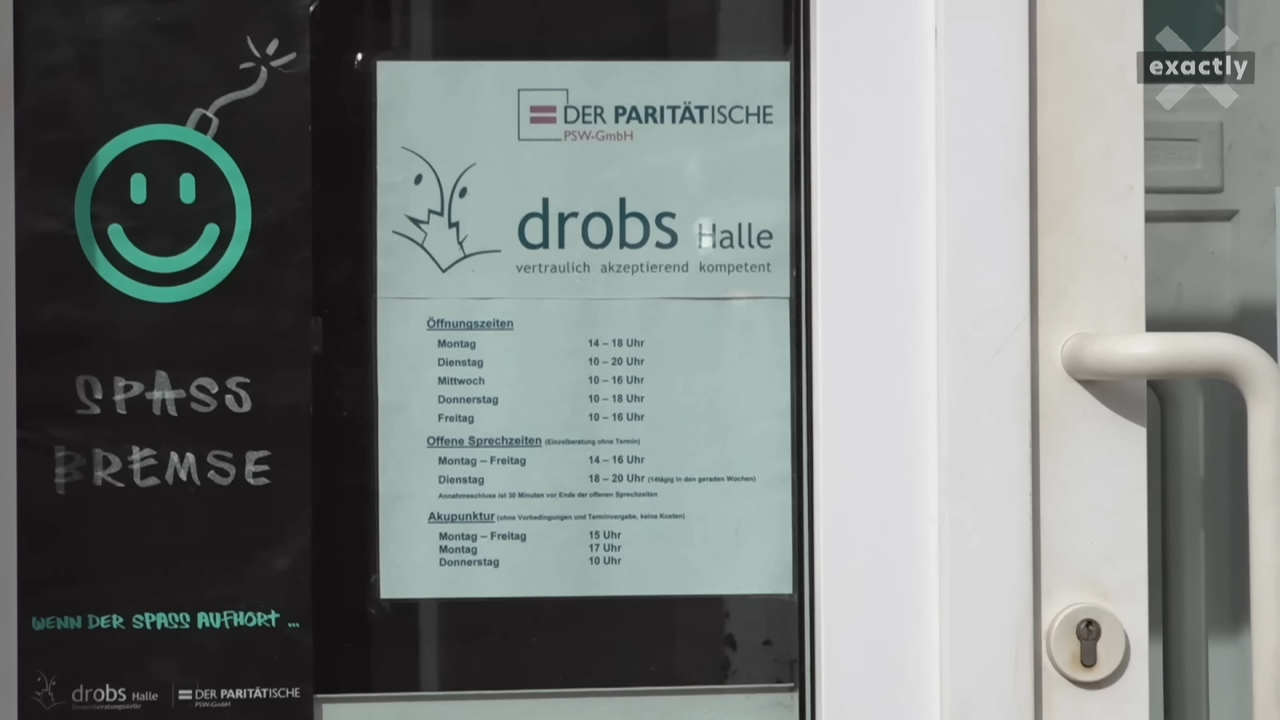 exactly
DER PARITÄTISCHE
PSW-GmbH
drobs Halle
vertraulich akzeptierend kompetent
Öffnungszeiten
Montag 14 – 18 Uhr
Dienstag 10 – 20 Uhr
Mittwoch 10 – 16 Uhr
Donnerstag 10 – 18 Uhr
Freitag 10 – 16 Uhr
Offene Sprechzeiten (Einzelberatung ohne Termin)
Montag – Freitag 14 – 16 Uhr
Dienstag 18 – 20 Uhr (14tägig in den geraden Wochen)
Annahmeschluss ist 30 Minuten vor Ende der offenen Sprechzeiten
Akupunktur (ohne Vorbedingungen und Terminvergabe, keine Kosten)
Montag – Freitag 15 Uhr
Montag 17 Uhr
Donnerstag 10 Uhr
SPASS
BREMSE
WENN DER SPASS AUFHÖRT ...
drobs Halle
Drogenberatungsstelle
DER PARITÄTISCHE
PSW-GmbH